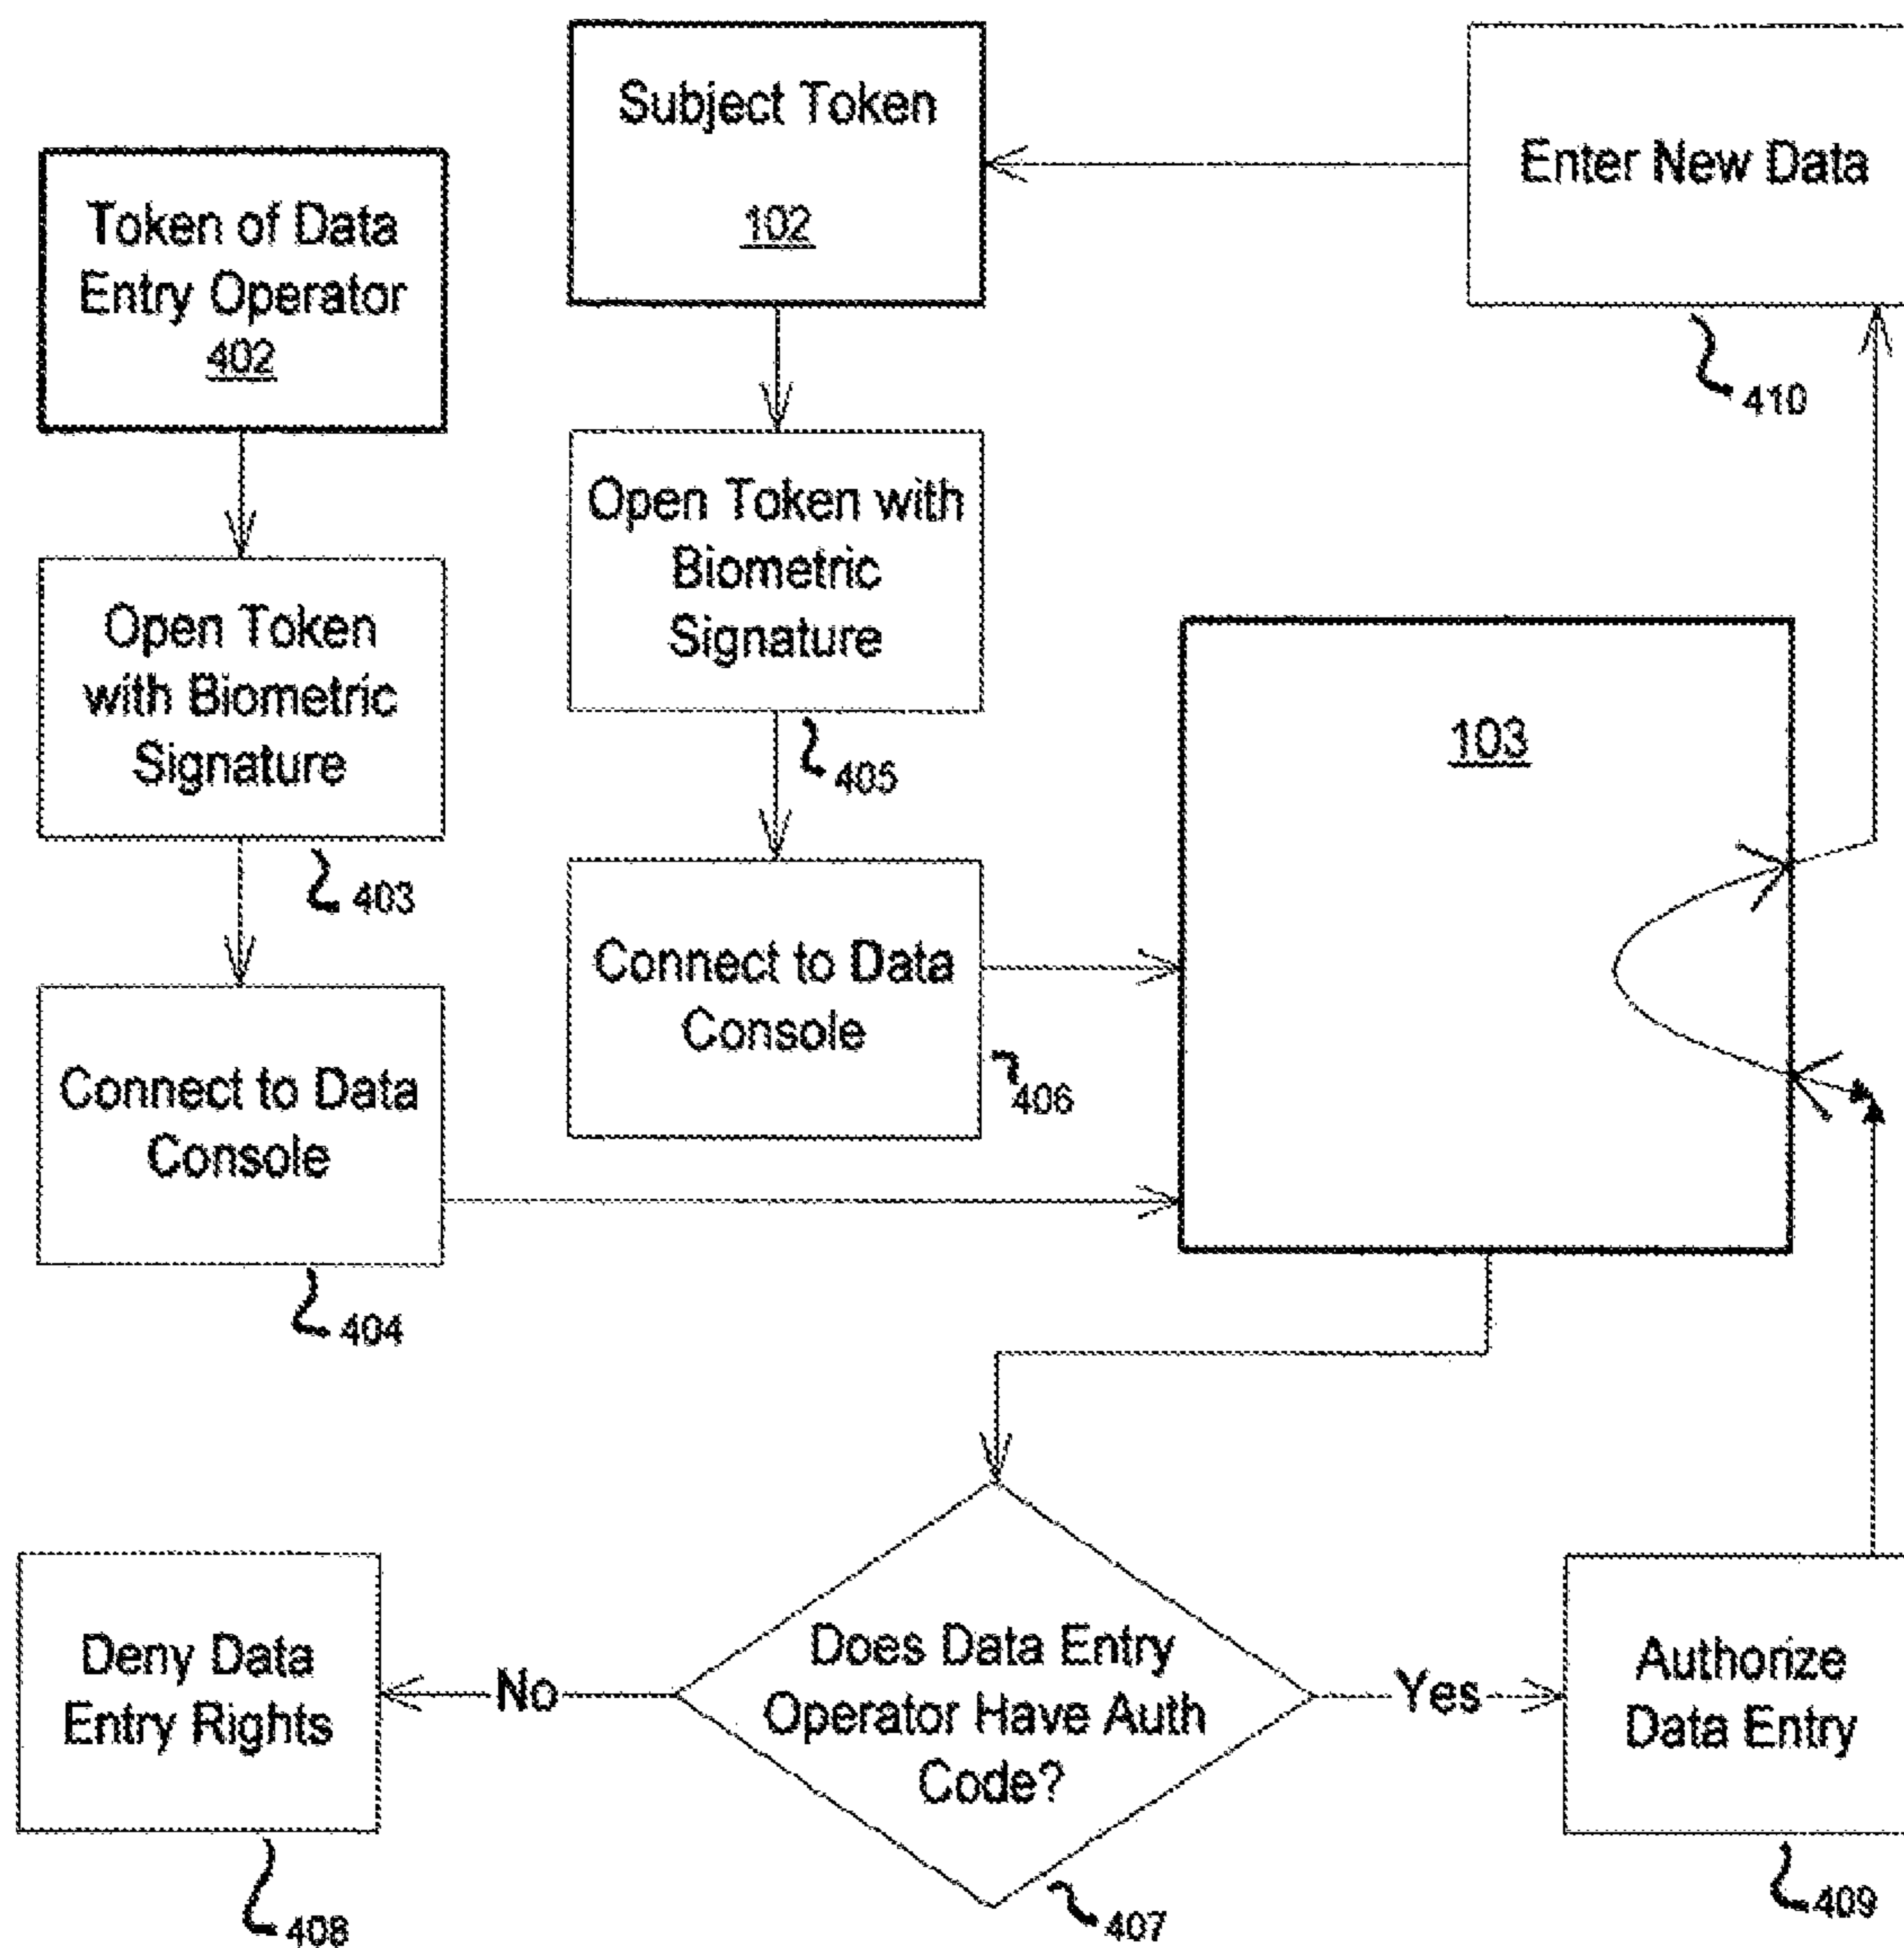 Token of Data
Entry Operator
402
Open Token
with Biometric
Signature
403
Connect to Data
Console
404
Subject Token
102
Open Token with
Biometric
Signature
405
Connect to Data
Console
406
103
Enter New Data
410
Does Data Entry
Operator Have Auth
Code?
407
No
Deny Data
Entry Rights
408
Yes
Authorize
Data Entry
409